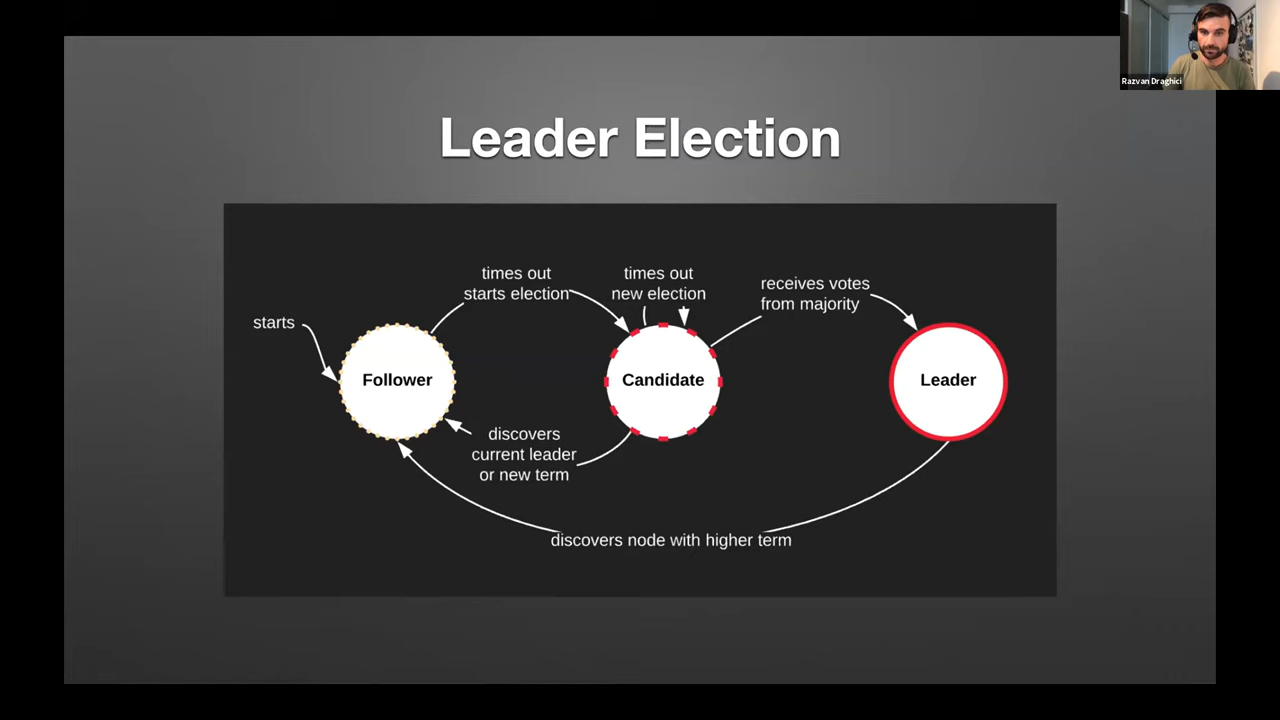 Razvan Draghici
Leader Election
times out
starts election
times out
new election
receives votes
from majority
starts
Follower
Candidate
Leader
discovers
current leader
or new term
discovers node with higher term